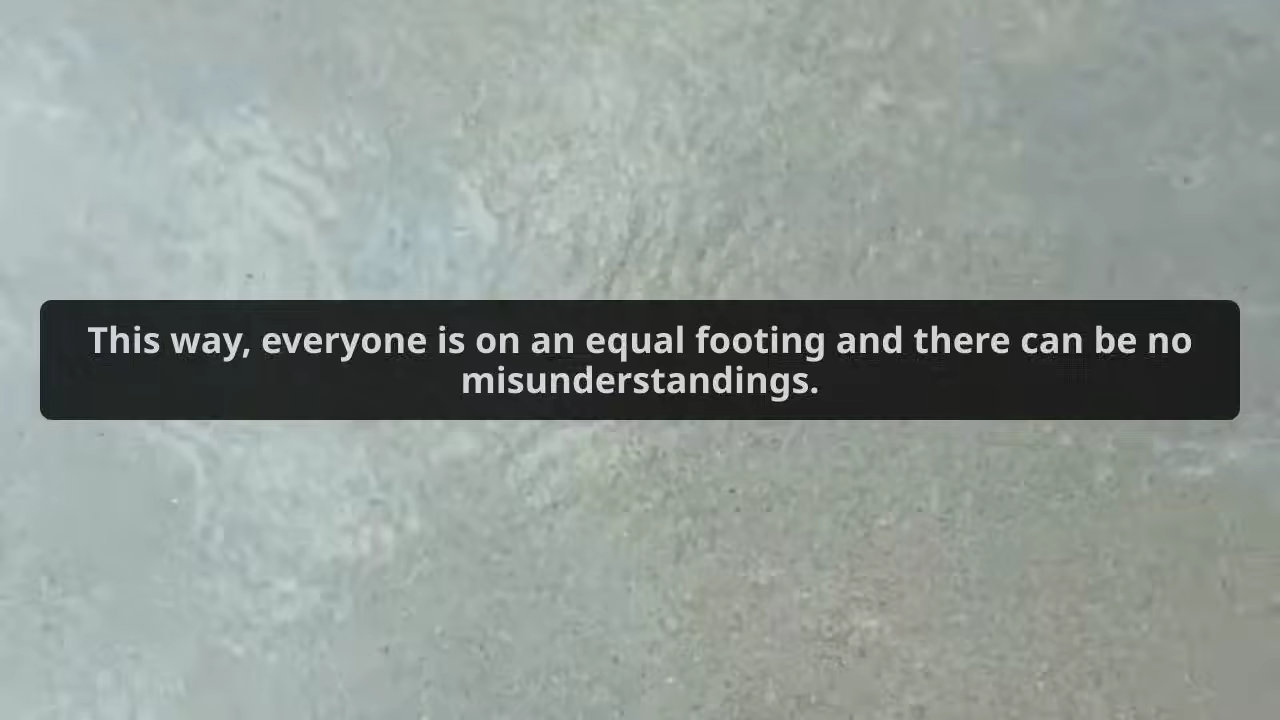 This way, everyone is on an equal footing and there can be no
misunderstandings.